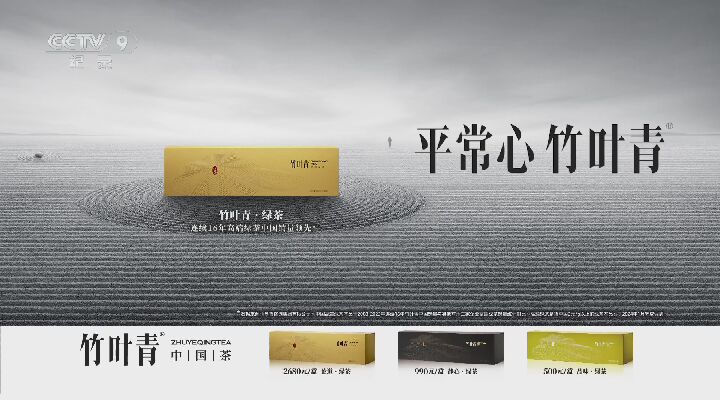 CCTV 9
纪录
平常心 竹叶青®
竹叶青
竹叶青·绿茶
连续16年高端绿茶中国销量领先
竹叶青®
ZHUYEQINGTEA
中国茶
2680元/盒 论道·绿茶
990元/盒 静心·绿茶
500元/盒 品味·绿茶